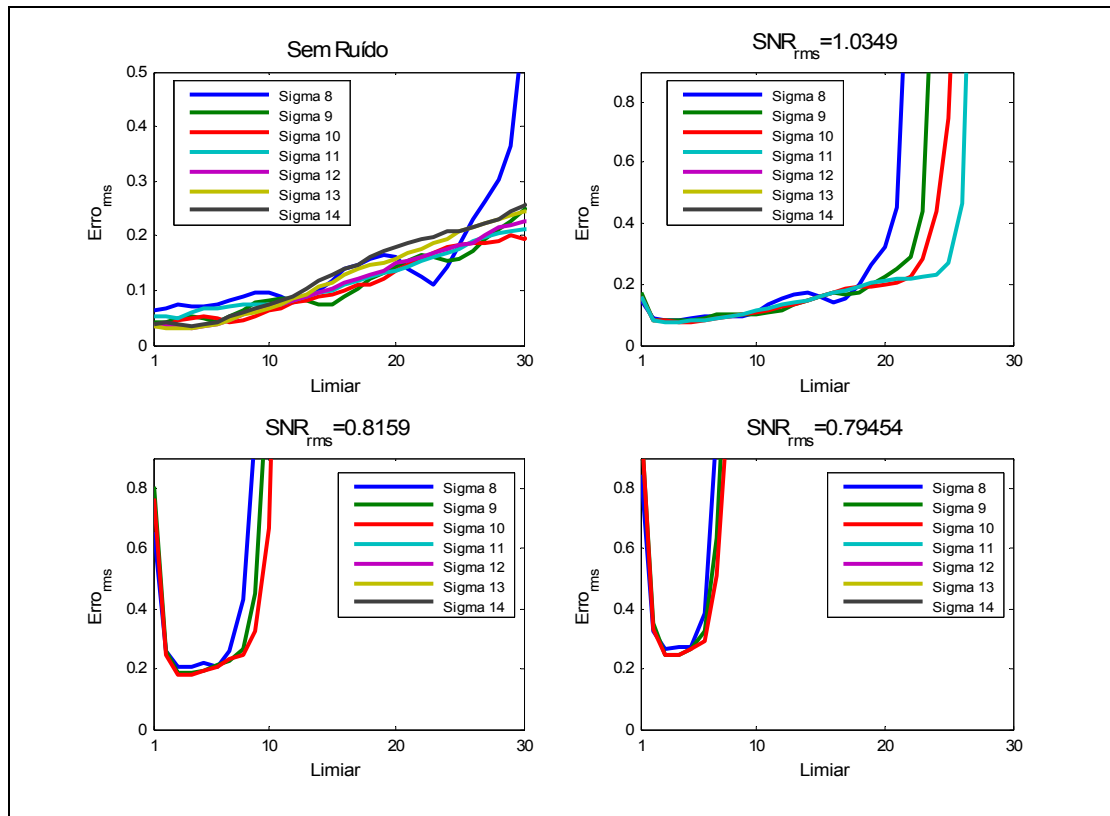 Sem Ruído
0.5
0.4
0.3
0.2
0.1
0
Erro_rms
1
10
20
30
Limiar
Sigma 8
Sigma 9
Sigma 10
Sigma 11
Sigma 12
Sigma 13
Sigma 14
SNR_rms=1.0349
0.8
0.6
0.4
0.2
0
Erro_rms
1
10
20
30
Limiar
Sigma 8
Sigma 9
Sigma 10
Sigma 11
Sigma 12
Sigma 13
Sigma 14
SNR_rms=0.8159
0.8
0.6
0.4
0.2
0
Erro_rms
1
10
20
30
Limiar
Sigma 8
Sigma 9
Sigma 10
Sigma 11
Sigma 12
Sigma 13
Sigma 14
SNR_rms=0.79454
0.8
0.6
0.4
0.2
0
Erro_rms
1
10
20
30
Limiar
Sigma 8
Sigma 9
Sigma 10
Sigma 11
Sigma 12
Sigma 13
Sigma 14